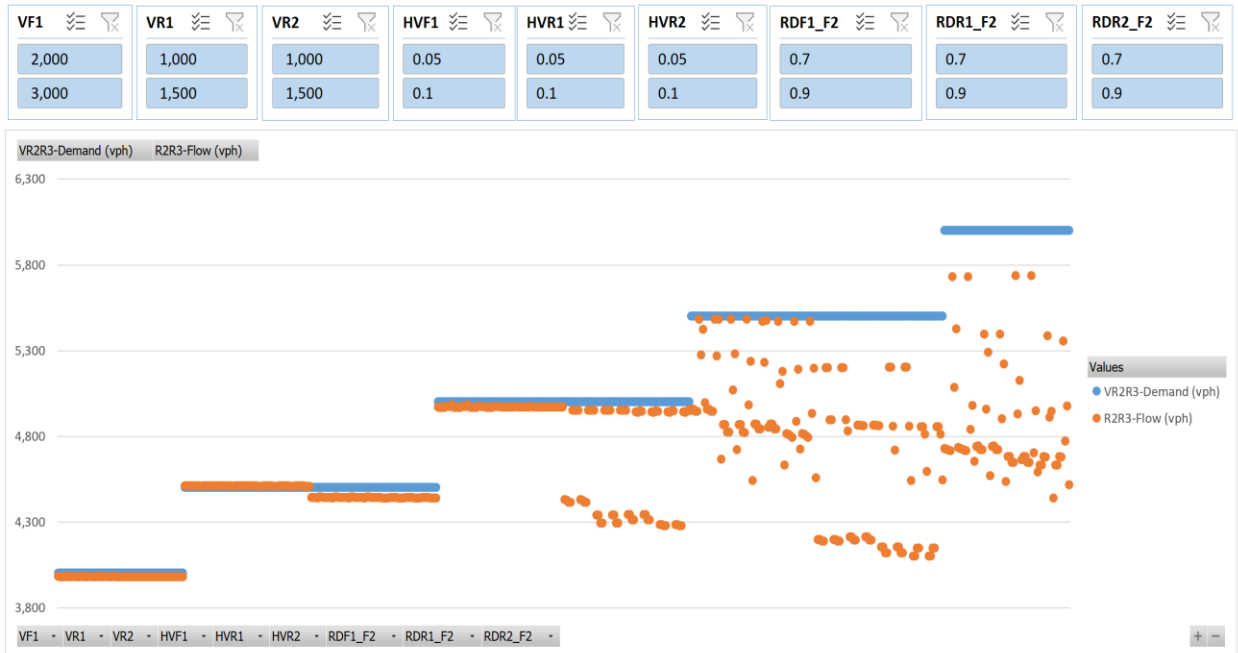 VF1 VR1 VR2 HVF1 HVR1 HVR2 RDF1_F2 RDR1_F2 RDR2_F2
2,000 1,000 1,000 0.05 0.05 0.05 0.7 0.7 0.7
3,000 1,500 1,500 0.1 0.1 0.1 0.9 0.9 0.9
VR2R3-Demand (vph) R2R3-Flow (vph)
6,300
5,800
5,300
4,800
4,300
3,800
Values
VR2R3-Demand (vph)
R2R3-Flow (vph)
VF1 VR1 VR2 HVF1 HVR1 HVR2 RDF1_F2 RDR1_F2 RDR2_F2
+ −